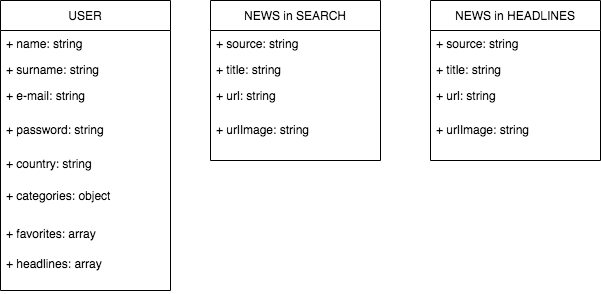 USER
+ name: string
+ surname: string
+ e-mail: string
+ password: string
+ country: string
+ categories: object
+ favorites: array
+ headlines: array
NEWS in SEARCH
+ source: string
+ title: string
+ url: string
+ urlImage: string
NEWS in HEADLINES
+ source: string
+ title: string
+ url: string
+ urlImage: string